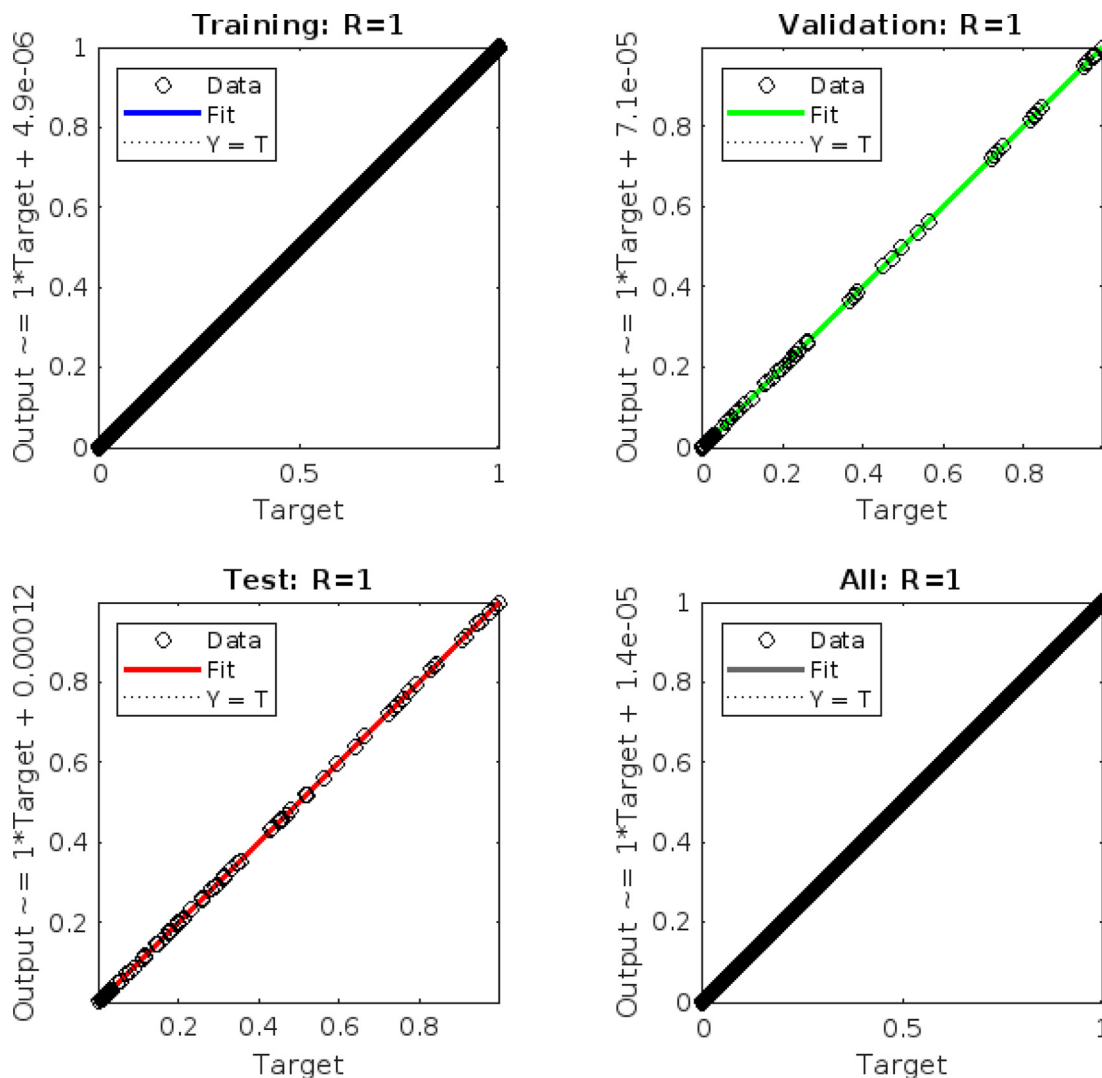 Training: R=1
Output ~= 1*Target + 4.9e-06
1
0.8
0.6
0.4
0.2
0
Data
Fit
Y = T
0
0.5
1
Target
Validation: R=1
Output ~= 1*Target + 7.1e-05
1
0.8
0.6
0.4
0.2
0
Data
Fit
Y = T
0
0.2
0.4
0.6
0.8
Target
Test: R=1
Output ~= 1*Target + 0.00012
0.8
0.6
0.4
0.2
Data
Fit
Y = T
0.2
0.4
0.6
0.8
Target
All: R=1
Output ~= 1*Target + 1.4e-05
1
0.8
0.6
0.4
0.2
0
Data
Fit
Y = T
0
0.5
1
Target